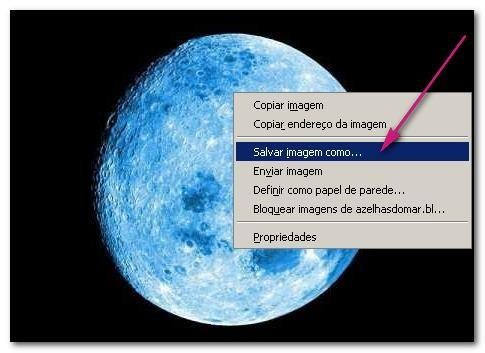 Copiar imagem
Copiar endereço da imagem
Salvar imagem como...
Enviar imagem
Definir como papel de parede...
Bloquear imagens de azelhasdomar.bl...
Propriedades